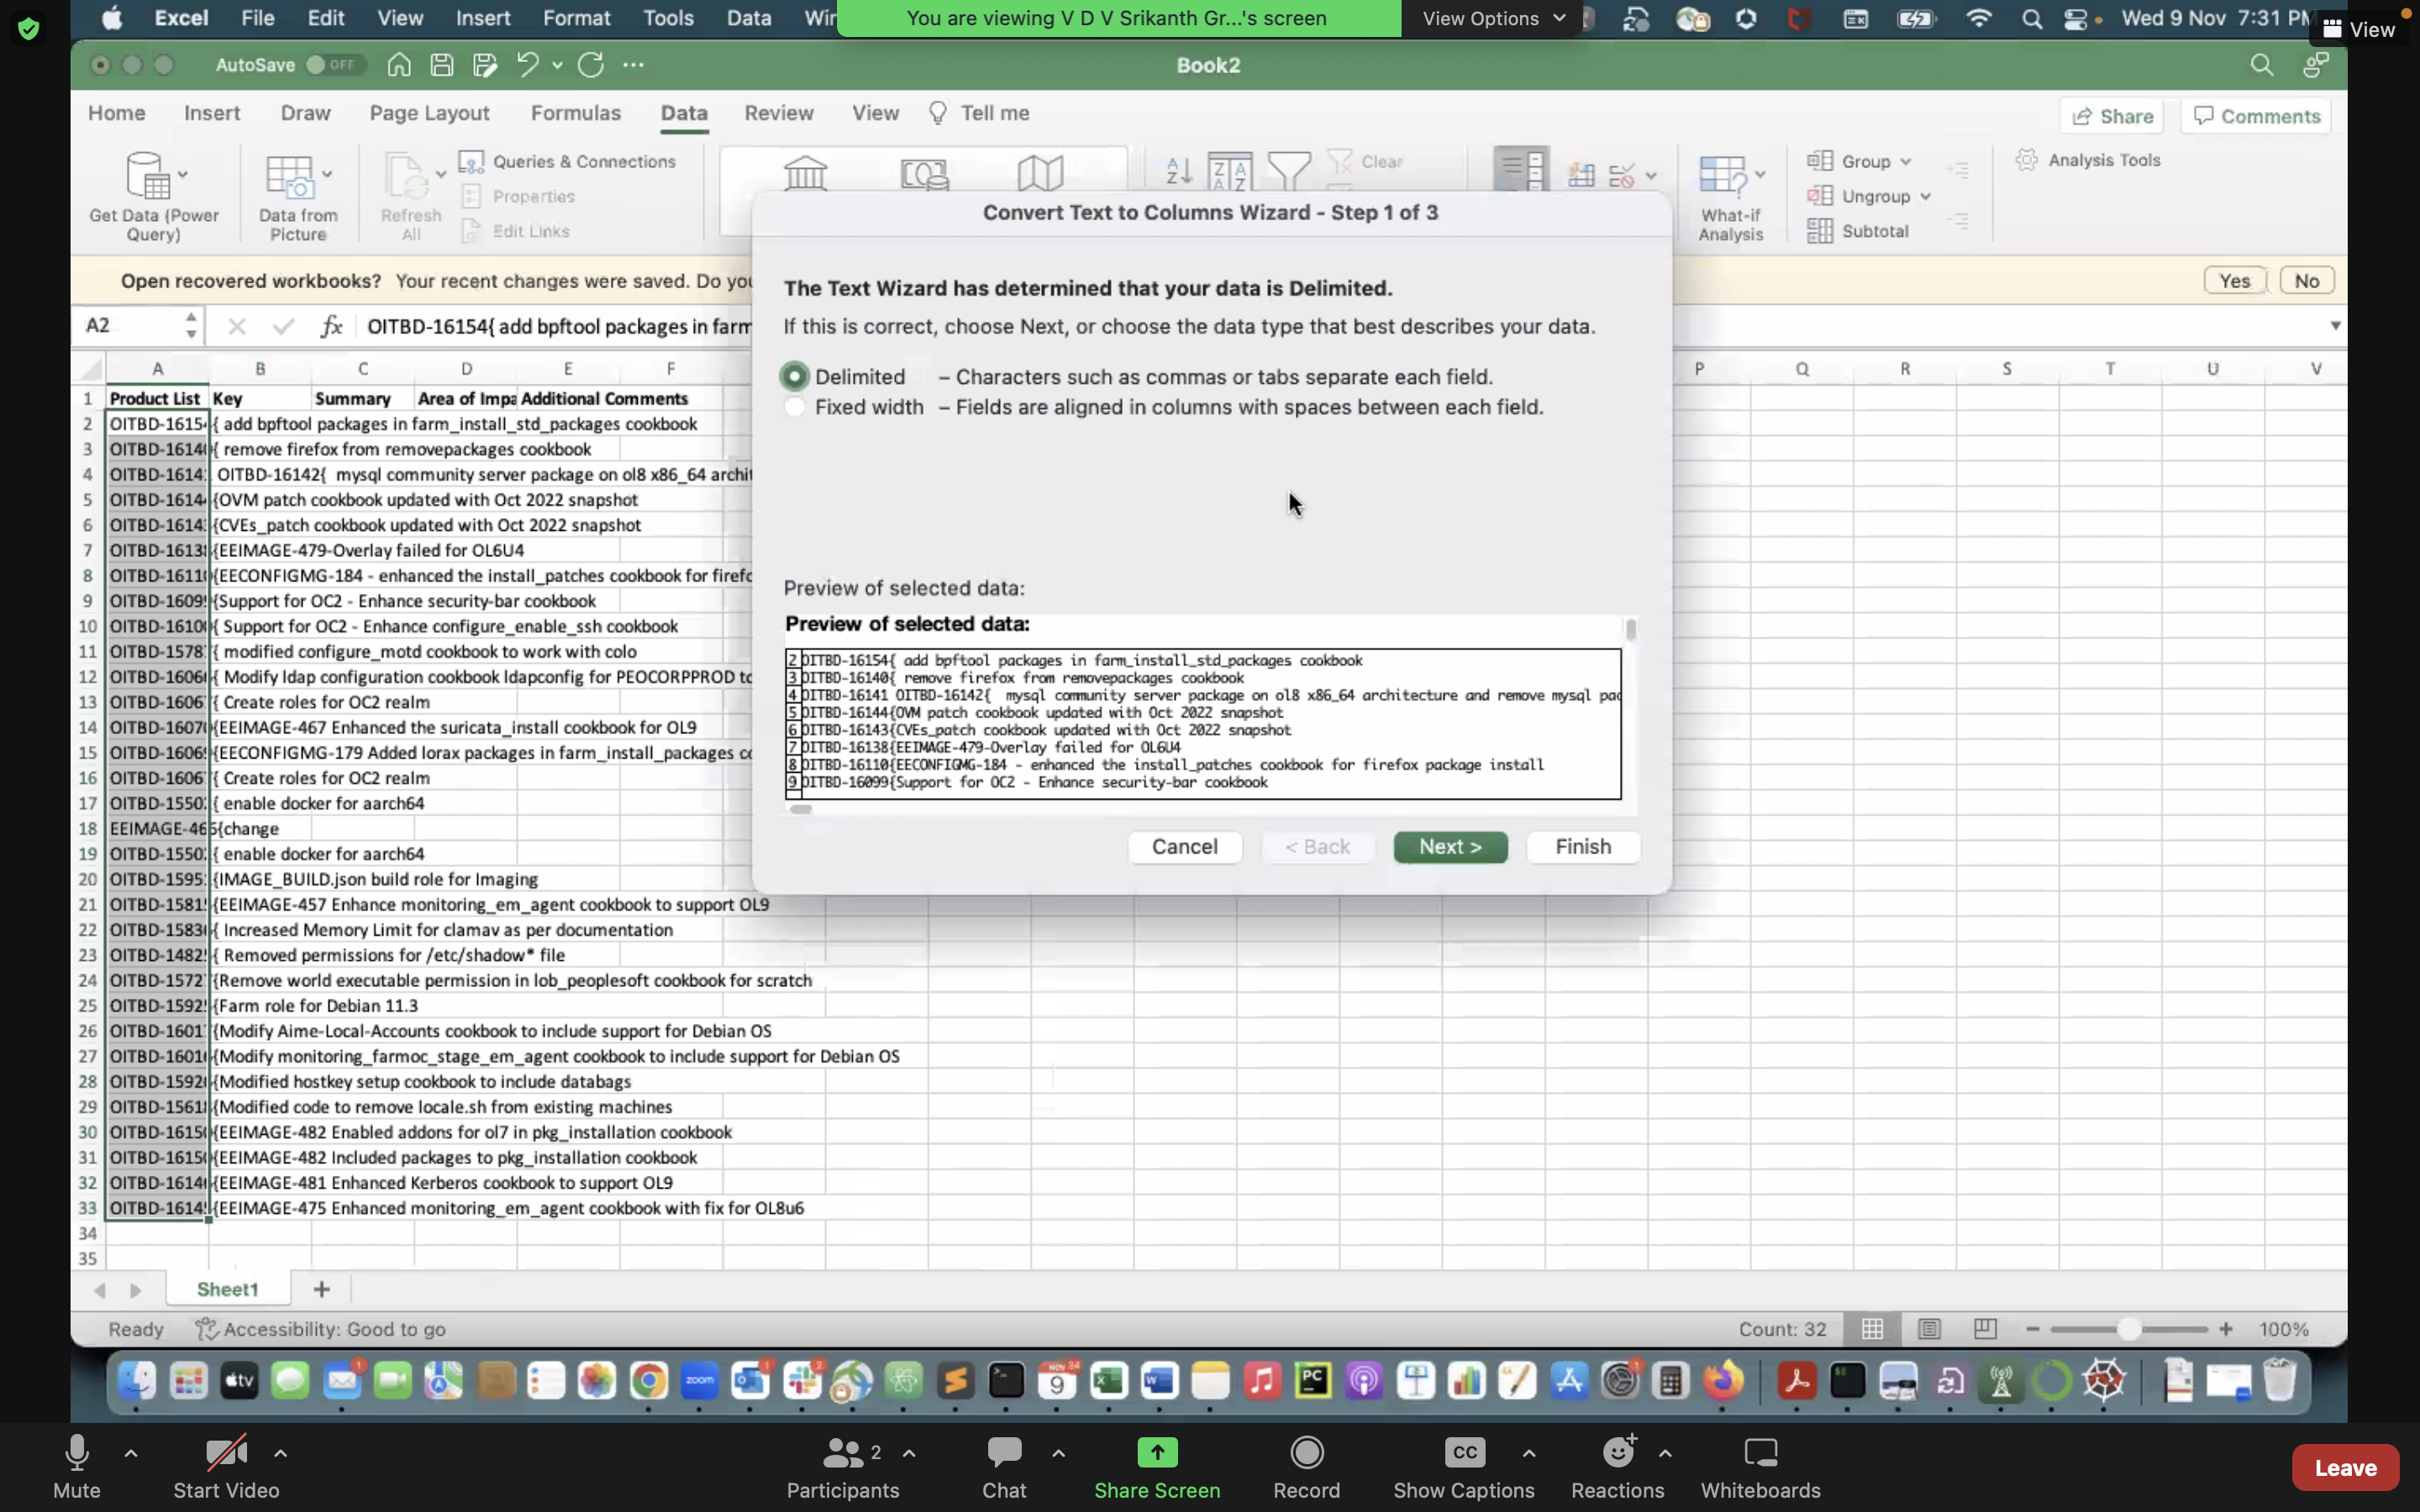 Excel File Edit View Insert Format Tools Data Wir
You are viewing V D V Srikanth Gr...'s screen
View Options
Wed 9 Nov 7:31 PM
View
AutoSave OFF
Book2
Home Insert Draw Page Layout Formulas Data Review View Tell me
Share Comments
Get Data (Power Query)
Data from Picture
Refresh All
Queries & Connections
Properties
Edit Links
Clear
What-if Analysis
Group
Ungroup
Subtotal
Analysis Tools
Open recovered workbooks? Your recent changes were saved. Do you
Yes No
A2 fx OITBD-16154{ add bpftool packages in farm
A B C D E F P Q R S T U V
1 Product List Key Summary Area of Impa Additional Comments
2 OITBD-1615 { add bpftool packages in farm_install_std_packages cookbook
3 OITBD-1614 { remove firefox from removepackages cookbook
4 OITBD-1614 OITBD-16142{ mysql community server package on ol8 x86_64 archit
5 OITBD-1614 {OVM patch cookbook updated with Oct 2022 snapshot
6 OITBD-1614 {CVEs_patch cookbook updated with Oct 2022 snapshot
7 OITBD-1613 {EEIMAGE-479-Overlay failed for OL6U4
8 OITBD-1611 {EECONFIGMG-184 - enhanced the install_patches cookbook for firefo
9 OITBD-1609 {Support for OC2 - Enhance security-bar cookbook
10 OITBD-1610 { Support for OC2 - Enhance configure_enable_ssh cookbook
11 OITBD-1578 { modified configure_motd cookbook to work with colo
12 OITBD-1606 { Modify ldap configuration cookbook ldapconfig for PEOCORPPROD to
13 OITBD-1606 { Create roles for OC2 realm
14 OITBD-1607 {EEIMAGE-467 Enhanced the suricata_install cookbook for OL9
15 OITBD-1606 {EECONFIGMG-179 Added lorax packages in farm_install_packages co
16 OITBD-1606 { Create roles for OC2 realm
17 OITBD-1550 { enable docker for aarch64
18 EEIMAGE-466{change
19 OITBD-1550 { enable docker for aarch64
20 OITBD-1595 {IMAGE_BUILD.json build role for Imaging
21 OITBD-1581 {EEIMAGE-457 Enhance monitoring_em_agent cookbook to support OL9
22 OITBD-1583 { Increased Memory Limit for clamav as per documentation
23 OITBD-1482 { Removed permissions for /etc/shadow* file
24 OITBD-1572 {Remove world executable permission in lob_peoplesoft cookbook for scratch
25 OITBD-1592 {Farm role for Debian 11.3
26 OITBD-1601 {Modify Aime-Local-Accounts cookbook to include support for Debian OS
27 OITBD-1601 {Modify monitoring_farmoc_stage_em_agent cookbook to include support for Debian OS
28 OITBD-1592 {Modified hostkey setup cookbook to include databags
29 OITBD-1561 {Modified code to remove locale.sh from existing machines
30 OITBD-1615 {EEIMAGE-482 Enabled addons for ol7 in pkg_installation cookbook
31 OITBD-1615 {EEIMAGE-482 Included packages to pkg_installation cookbook
32 OITBD-1614 {EEIMAGE-481 Enhanced Kerberos cookbook to support OL9
33 OITBD-1614 {EEIMAGE-475 Enhanced monitoring_em_agent cookbook with fix for OL8u6
34
35
Convert Text to Columns Wizard - Step 1 of 3
The Text Wizard has determined that your data is Delimited.
If this is correct, choose Next, or choose the data type that best describes your data.
Delimited – Characters such as commas or tabs separate each field.
Fixed width – Fields are aligned in columns with spaces between each field.
Preview of selected data:
Preview of selected data:
2 OITBD-16154{ add bpftool packages in farm_install_std_packages cookbook
3 OITBD-16140{ remove firefox from removepackages cookbook
4 OITBD-16141 OITBD-16142{ mysql community server package on ol8 x86_64 architecture and remove mysql pac
5 OITBD-16144{OVM patch cookbook updated with Oct 2022 snapshot
6 OITBD-16143{CVEs_patch cookbook updated with Oct 2022 snapshot
7 OITBD-16138{EEIMAGE-479-Overlay failed for OL6U4
8 OITBD-16110{EECONFIGMG-184 - enhanced the install_patches cookbook for firefox package install
9 OITBD-16099{Support for OC2 - Enhance security-bar cookbook
Cancel < Back Next > Finish
Sheet1
Ready Accessibility: Good to go
Count: 32
100%
tv
zoom
NOV
9
PC
Mute
Start Video
2
Participants
Chat
Share Screen
Record
CC
Show Captions
Reactions
Whiteboards
Leave